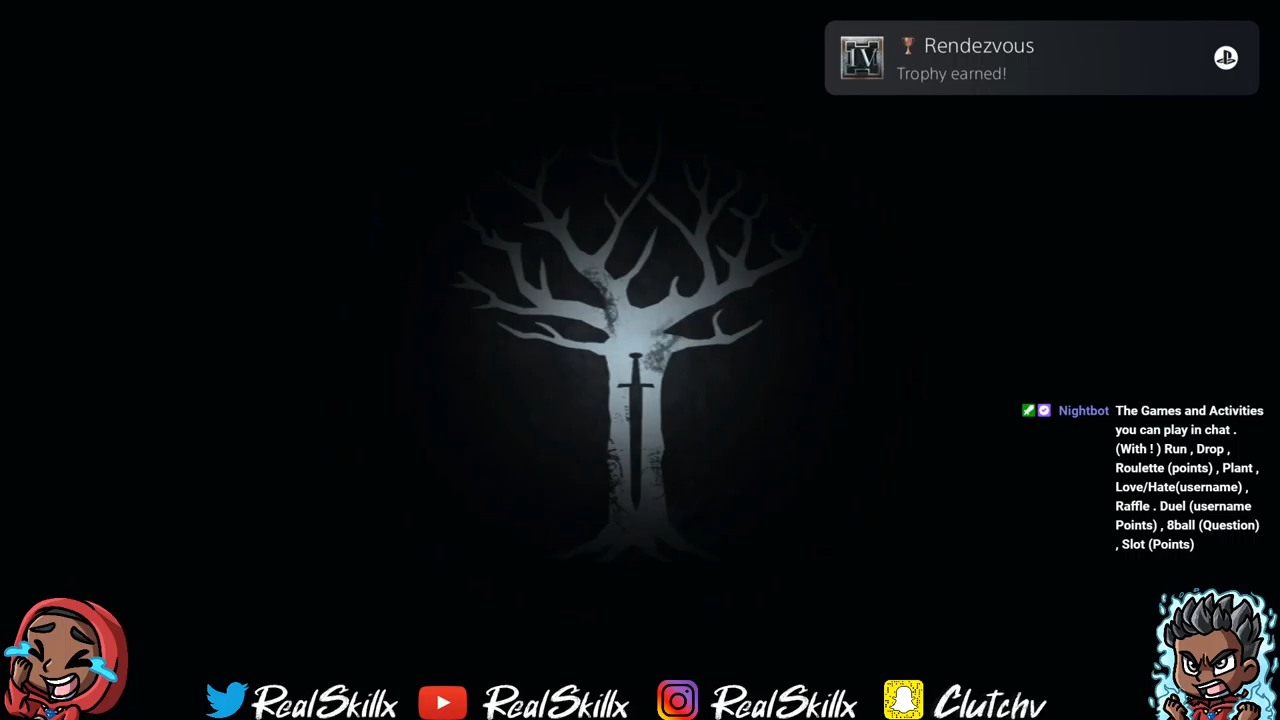 Rendezvous
Trophy earned!
IV
Nightbot The Games and Activities
you can play in chat .
(With ! ) Run , Drop ,
Roulette (points) , Plant ,
Love/Hate(username) ,
Raffle . Duel (username
Points) , 8ball (Question)
, Slot (Points)
RealSkillx RealSkillx RealSkillx Clutchv